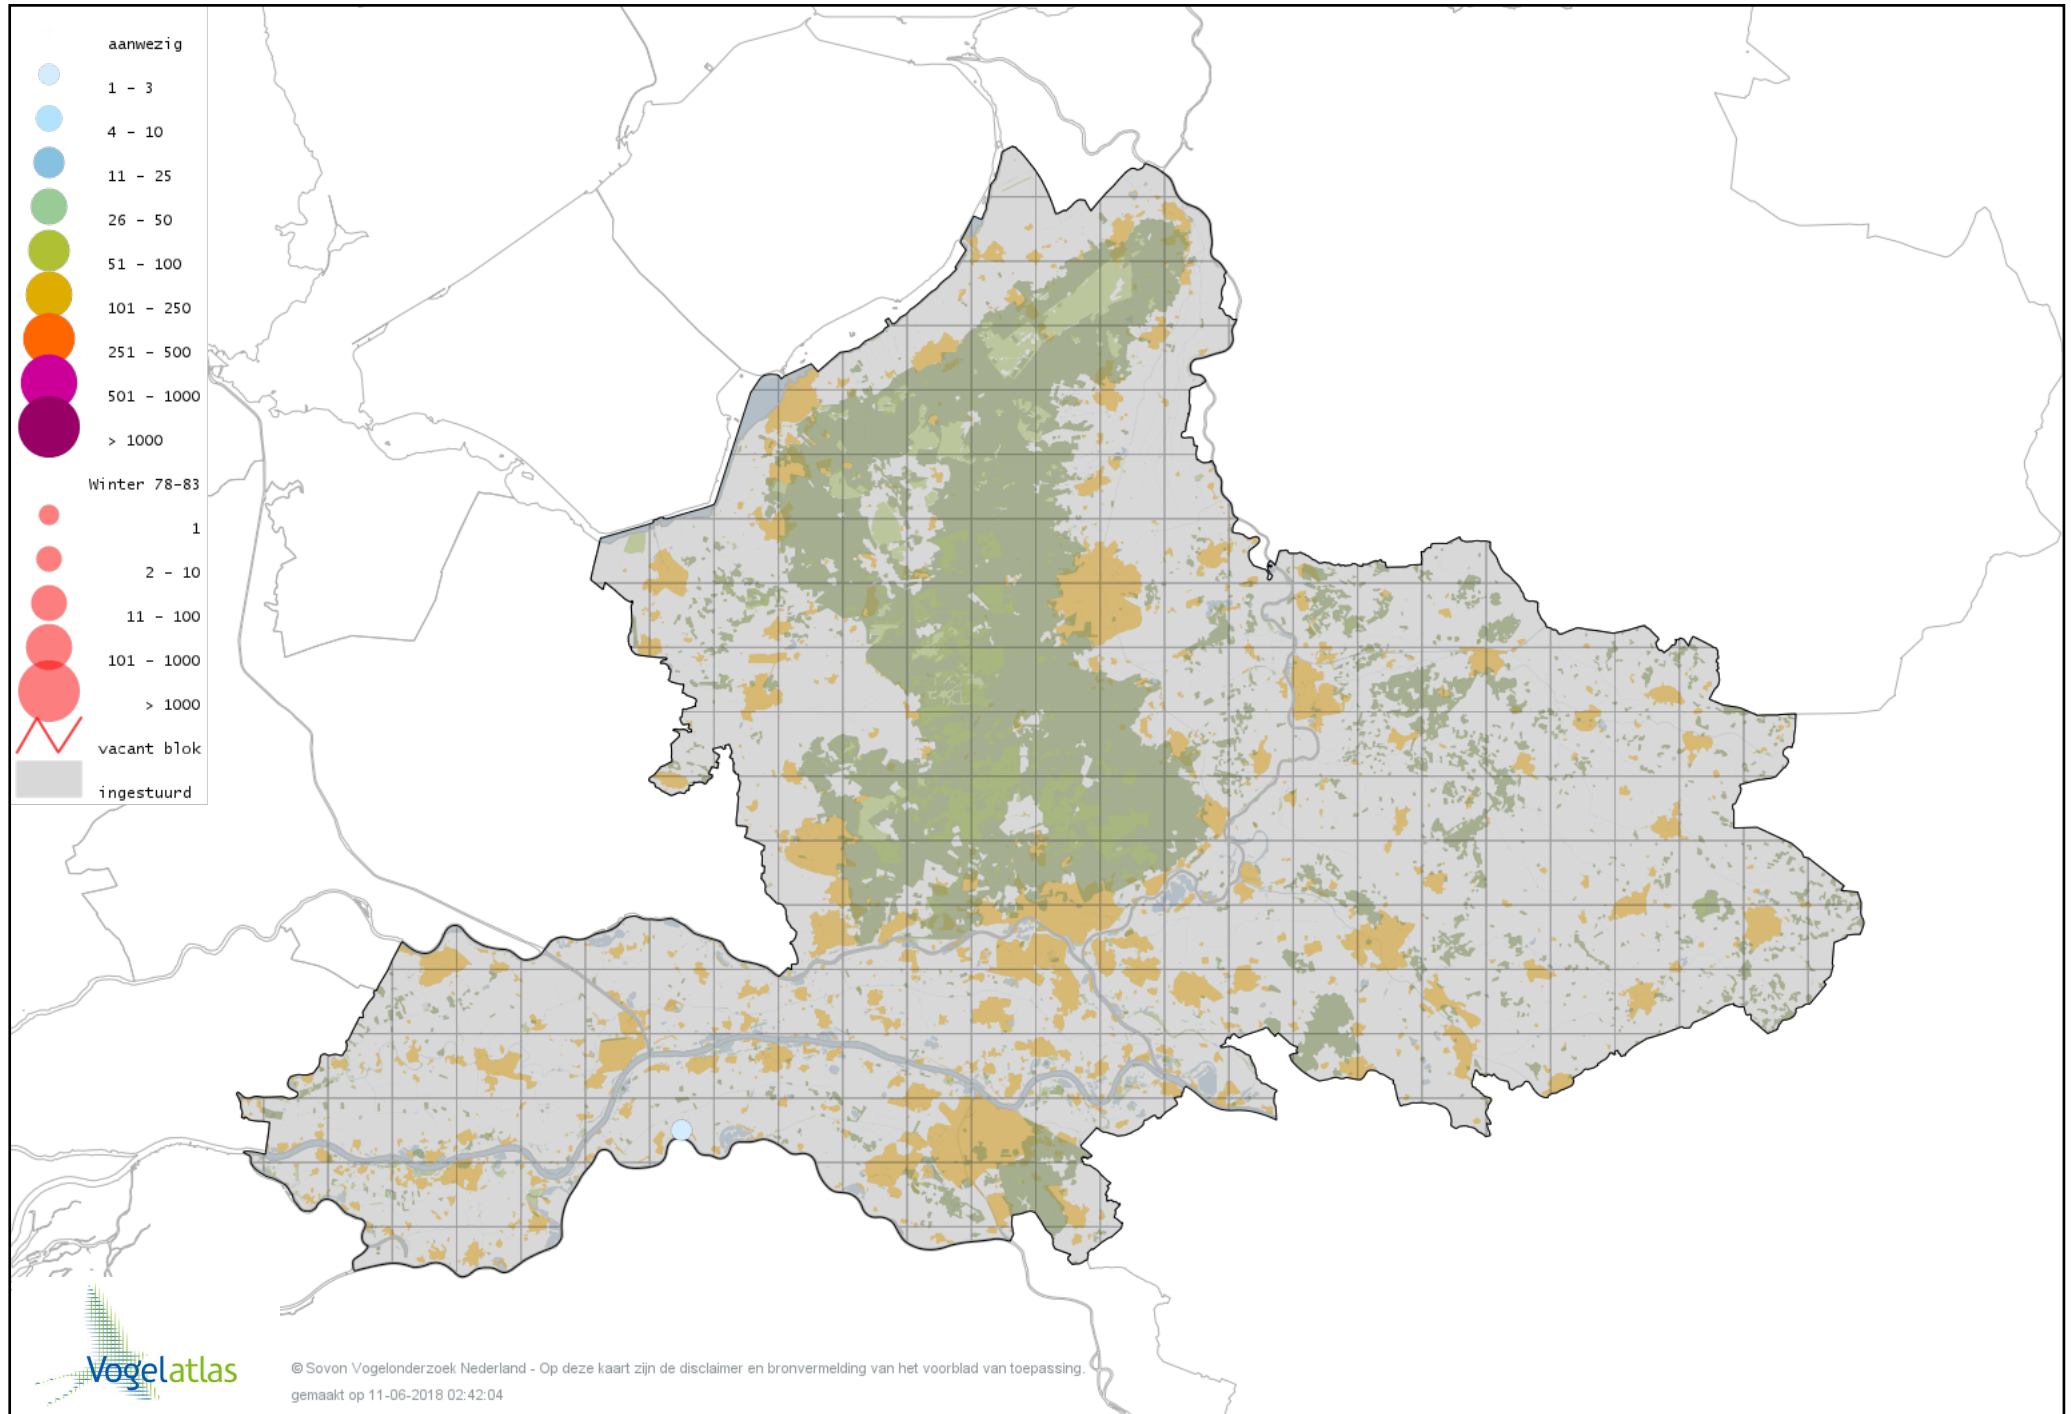 aanwezig
1 - 3
4 - 10
11 - 25
26 - 50
51 - 100
101 - 250
251 - 500
501 - 1000
> 1000
Winter 78-83
1
2 - 10
11 - 100
101 - 1000
> 1000
vacant blok
ingestuurd
Vogelatlas
© Sovon Vogelonderzoek Nederland - Op deze kaart zijn de disclaimer en bronvermelding van het voorblad van toepassing.
gemaakt op 11-06-2018 02:42:04